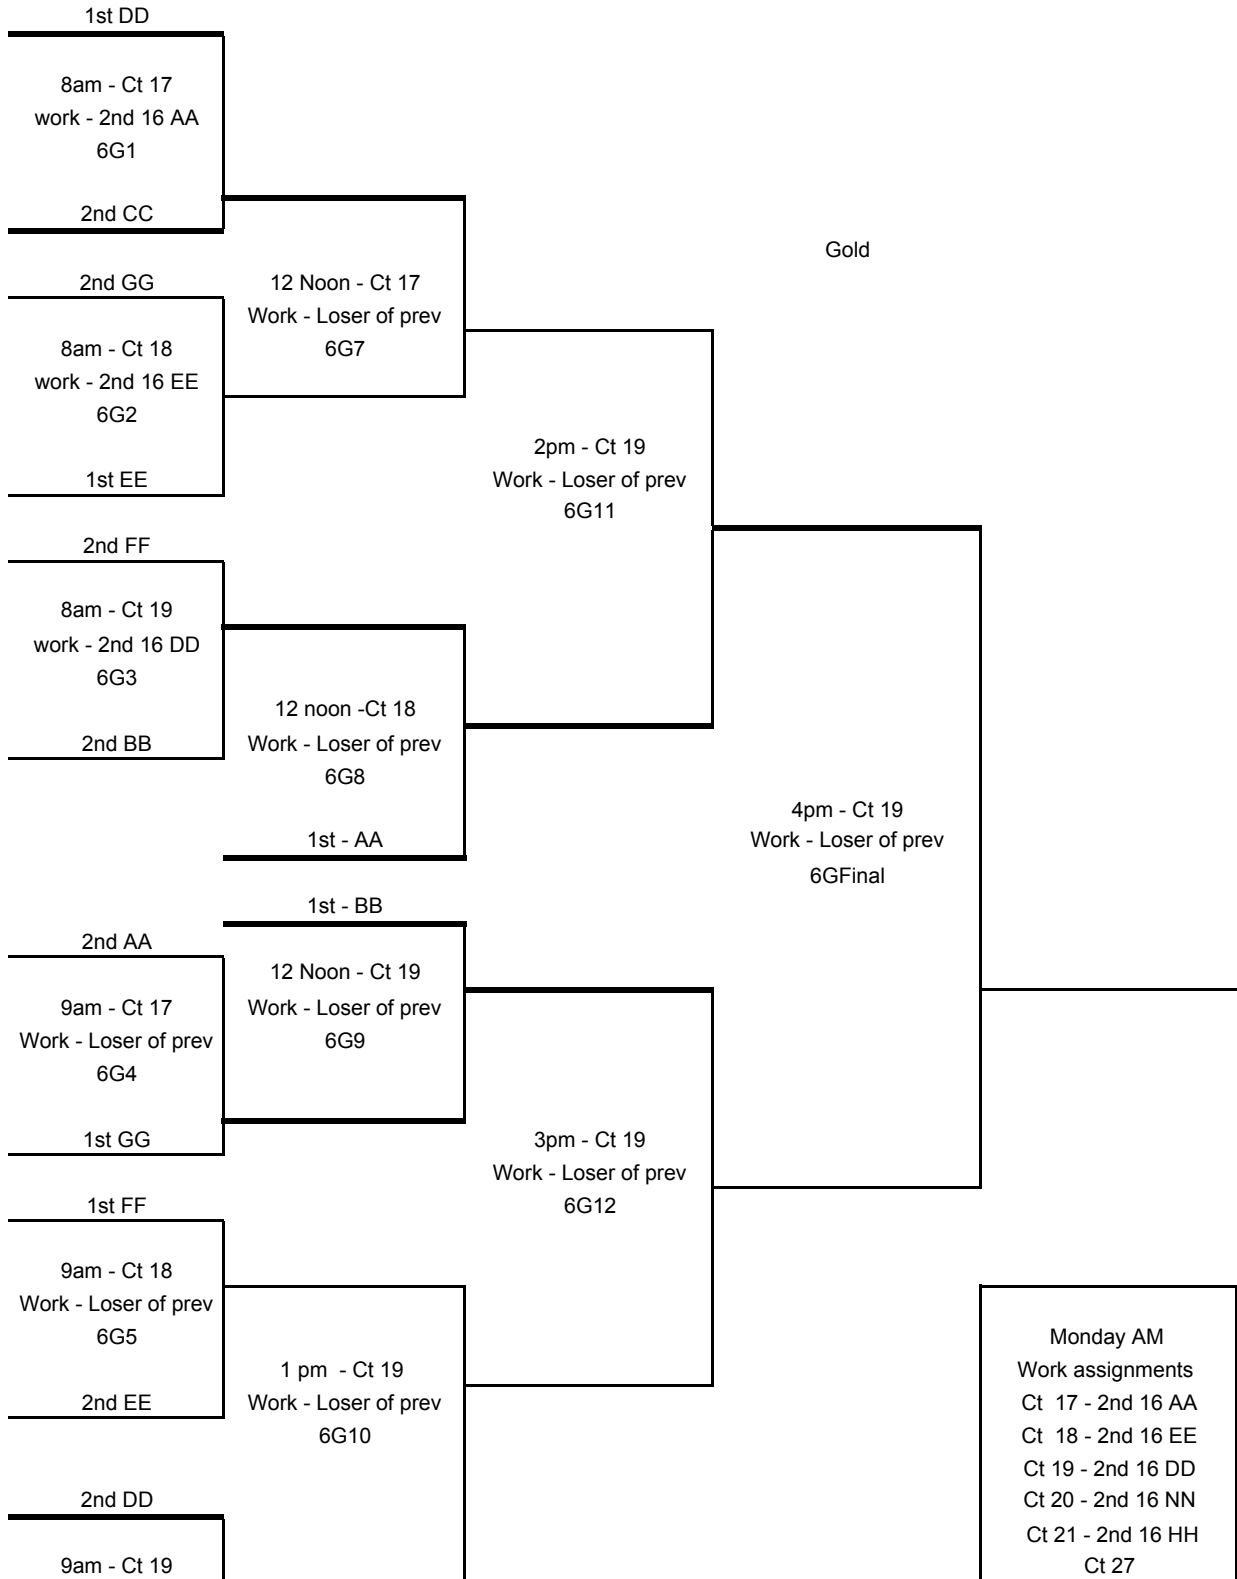 1st DD
8am - Ct 17
work - 2nd 16 AA
6G1
2nd CC
Gold
2nd GG
12 Noon - Ct 17
Work - Loser of prev
6G7
8am - Ct 18
work - 2nd 16 EE
6G2
1st EE
2pm - Ct 19
Work - Loser of prev
6G11
2nd FF
8am - Ct 19
work - 2nd 16 DD
6G3
2nd BB
12 noon -Ct 18
Work - Loser of prev
6G8
1st - AA
4pm - Ct 19
Work - Loser of prev
6GFinal
1st - BB
2nd AA
12 Noon - Ct 19
Work - Loser of prev
6G9
9am - Ct 17
Work - Loser of prev
6G4
1st GG
3pm - Ct 19
Work - Loser of prev
6G12
1st FF
9am - Ct 18
Work - Loser of prev
6G5
2nd EE
1 pm  - Ct 19
Work - Loser of prev
6G10
Monday AM
Work assignments
Ct  17 - 2nd 16 AA
Ct  18 - 2nd 16 EE
Ct 19 - 2nd 16 DD
Ct 20 - 2nd 16 NN
Ct 21 - 2nd 16 HH
Ct 27
2nd DD
9am - Ct 19